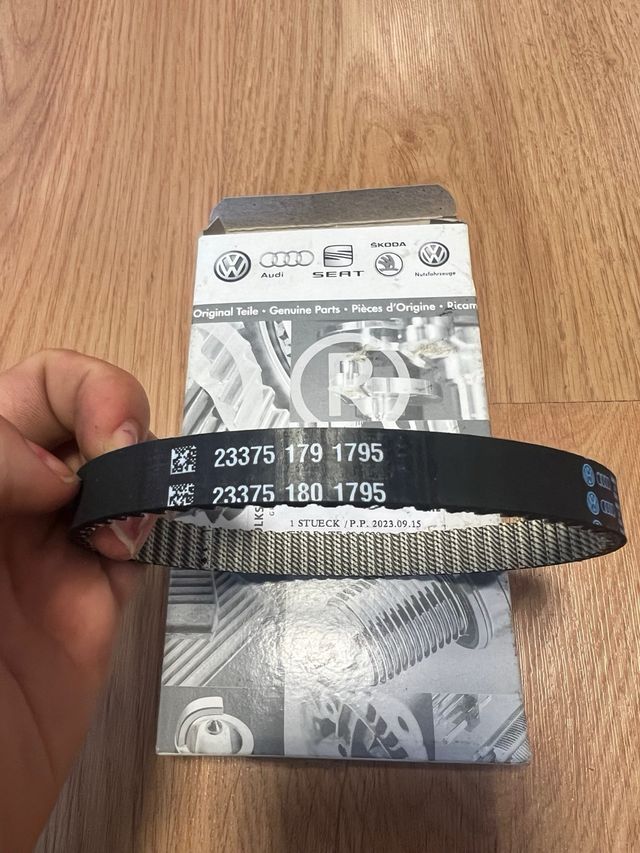 ŠKODA
Audi
SEAT
Nutzfahrzeuge
Original Teile • Genuine Parts • Pièces d'Origine • Ricam
R
23375 179 1795
23375 180 1795
1 STUECK / P.P. 2023.09.15